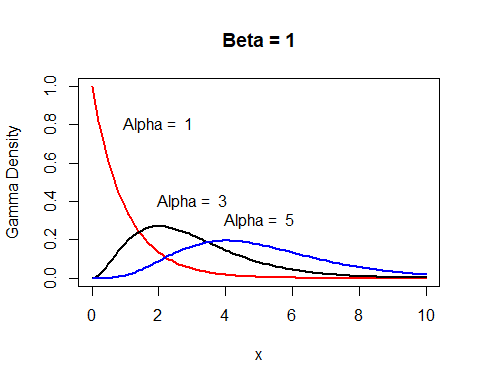 Beta = 1
Gamma Density
1.0
0.8
0.6
0.4
0.2
0.0
Alpha = 1
Alpha = 3
Alpha = 5
0 2 4 6 8 10
x